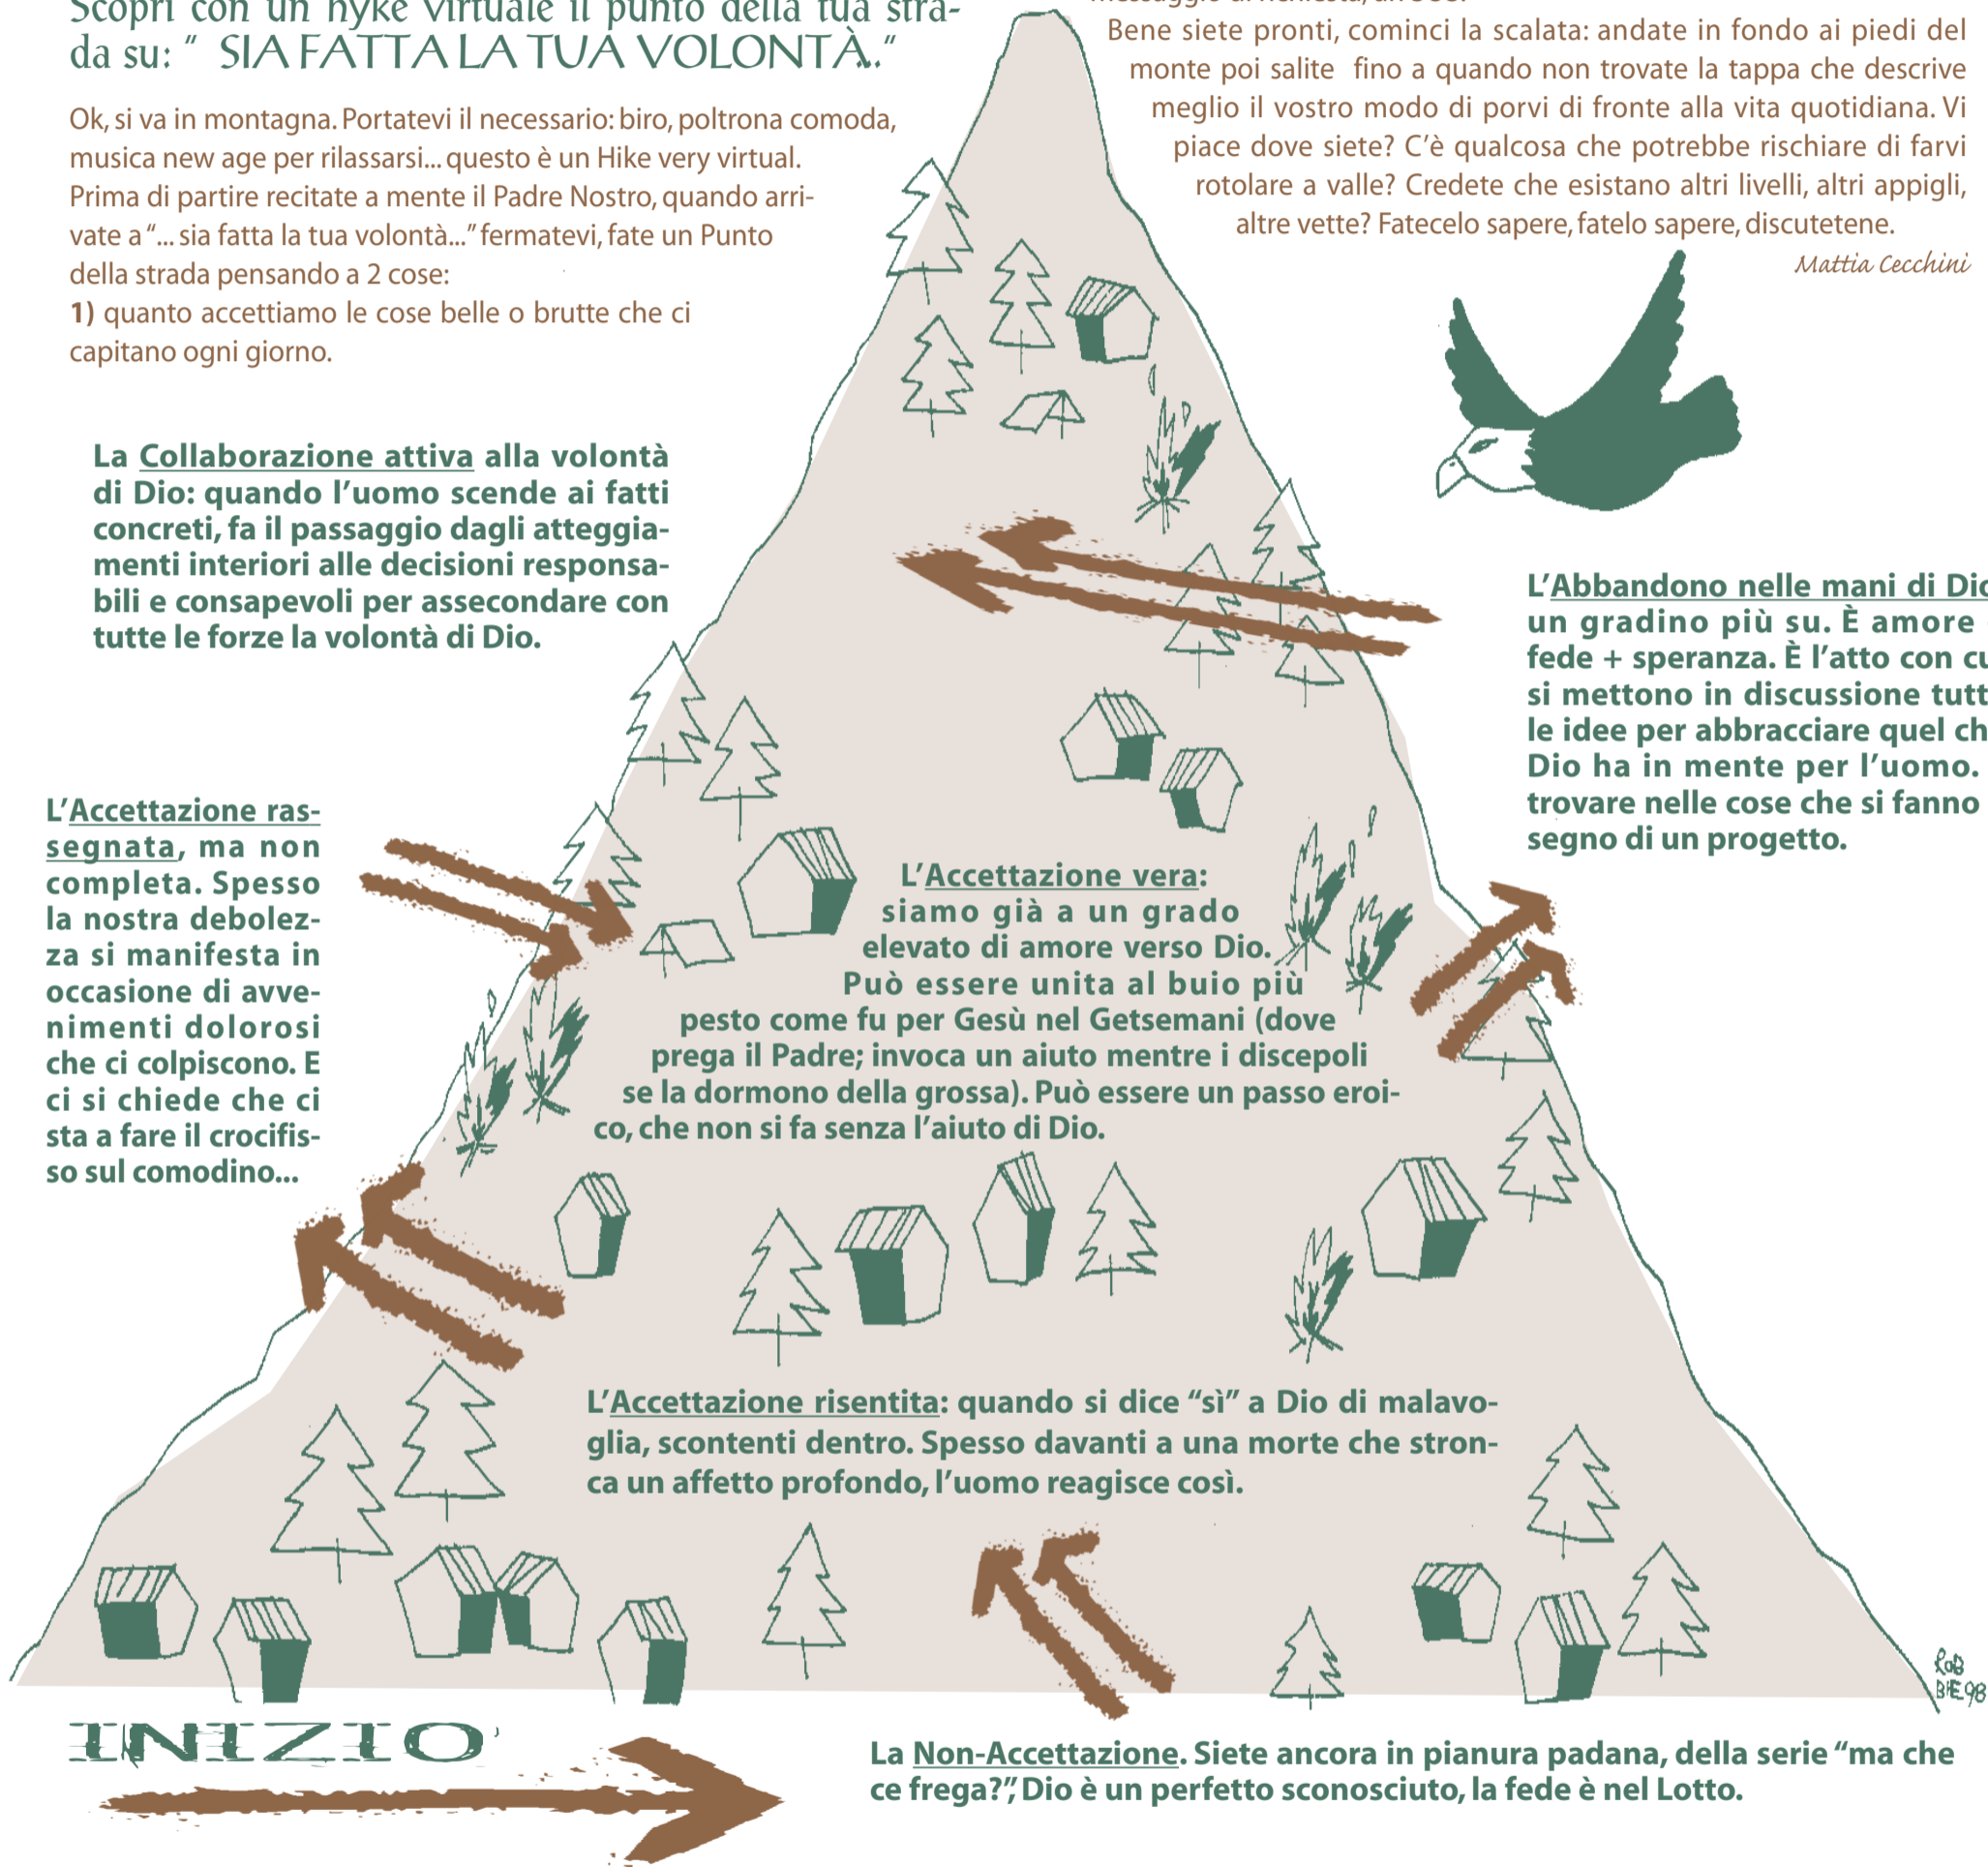 Scopri con un hyke virtuale il punto della tua stra-
da su: “ SIA FATTA LA TUA VOLONTÀ..”
Ok, si va in montagna. Portatevi il necessario: biro, poltrona comoda,
musica new age per rilassarsi... questo è un Hike very virtual.
Prima di partire recitate a mente il Padre Nostro, quando arri-
vate a “... sia fatta la tua volontà...” fermatevi, fate un Punto
della strada pensando a 2 cose:
1) quanto accettiamo le cose belle o brutte che ci
capitano ogni giorno.
Bene siete pronti, cominci la scalata: andate in fondo ai piedi del
monte poi salite fino a quando non trovate la tappa che descrive
meglio il vostro modo di porvi di fronte alla vita quotidiana. Vi
piace dove siete? C’è qualcosa che potrebbe rischiare di farvi
rotolare a valle? Credete che esistano altri livelli, altri appigli,
altre vette? Fatecelo sapere, fatelo sapere, discutetene.
Mattia Cecchini
La Collaborazione attiva alla volontà
di Dio: quando l’uomo scende ai fatti
concreti, fa il passaggio dagli atteggia-
menti interiori alle decisioni responsa-
bili e consapevoli per assecondare con
tutte le forze la volontà di Dio.
L’Abbandono nelle mani di Dio
un gradino più su. È amore
fede + speranza. È l’atto con cu
si mettono in discussione tutt
le idee per abbracciare quel ch
Dio ha in mente per l’uomo.
trovare nelle cose che si fanno
segno di un progetto.
L’Accettazione ras-
segnata, ma non
completa. Spesso
la nostra debolez-
za si manifesta in
occasione di avve-
nimenti dolorosi
che ci colpiscono. E
ci si chiede che ci
sta a fare il crocifis-
so sul comodino...
L’Accettazione vera:
siamo già a un grado
elevato di amore verso Dio.
Può essere unita al buio più
pesto come fu per Gesù nel Getsemani (dove
prega il Padre; invoca un aiuto mentre i discepoli
se la dormono della grossa). Può essere un passo eroi-
co, che non si fa senza l’aiuto di Dio.
L’Accettazione risentita: quando si dice “sì” a Dio di malavo-
glia, scontenti dentro. Spesso davanti a una morte che stron-
ca un affetto profondo, l’uomo reagisce così.
ROB
BFE 98
INIZIO
La Non-Accettazione. Siete ancora in pianura padana, della serie “ma che
ce frega?”, Dio è un perfetto sconosciuto, la fede è nel Lotto.